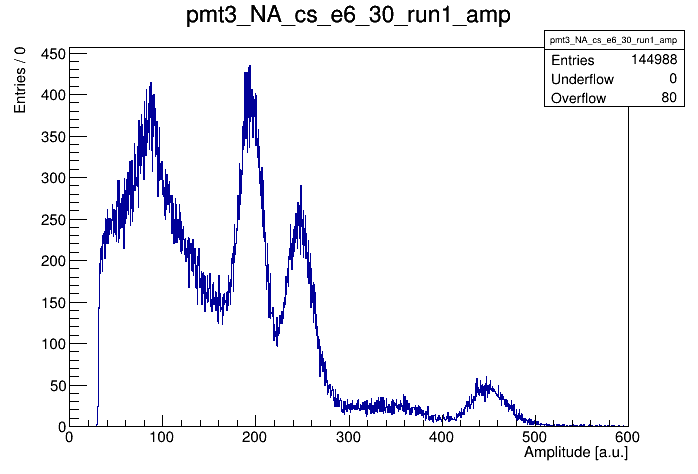 pmt3_NA_cs_e6_30_run1_amp
pmt3_NA_cs_e6_30_run1_amp
Entries 144988
Underflow 0
Overflow 80
Entries / 0
450
400
350
300
250
200
150
100
50
0
0 100 200 300 400 500 600
Amplitude [a.u.]